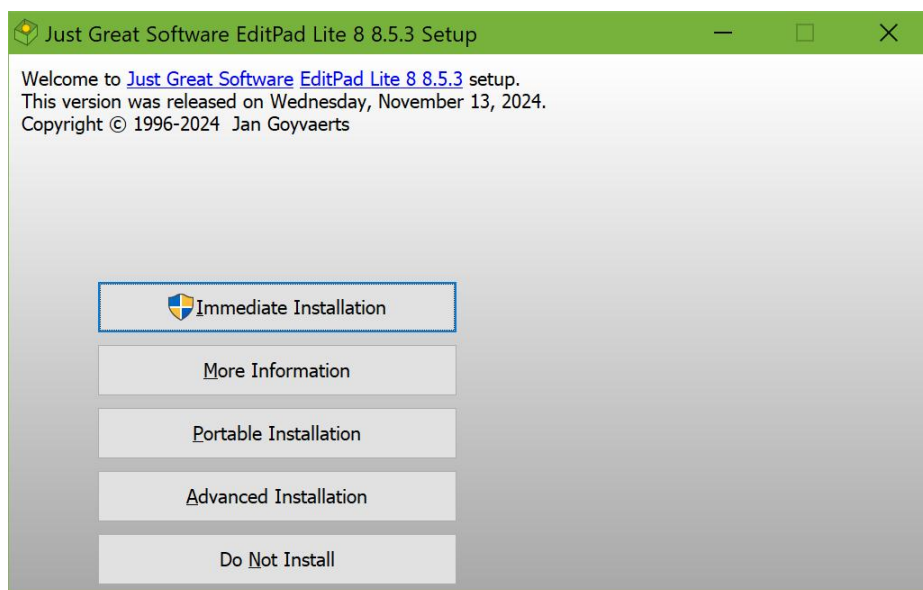 Just Great Software EditPad Lite 8 8.5.3 Setup
Welcome to Just Great Software EditPad Lite 8 8.5.3 setup.
This version was released on Wednesday, November 13, 2024.
Copyright © 1996-2024  Jan Goyvaerts
Immediate Installation
More Information
Portable Installation
Advanced Installation
Do Not Install